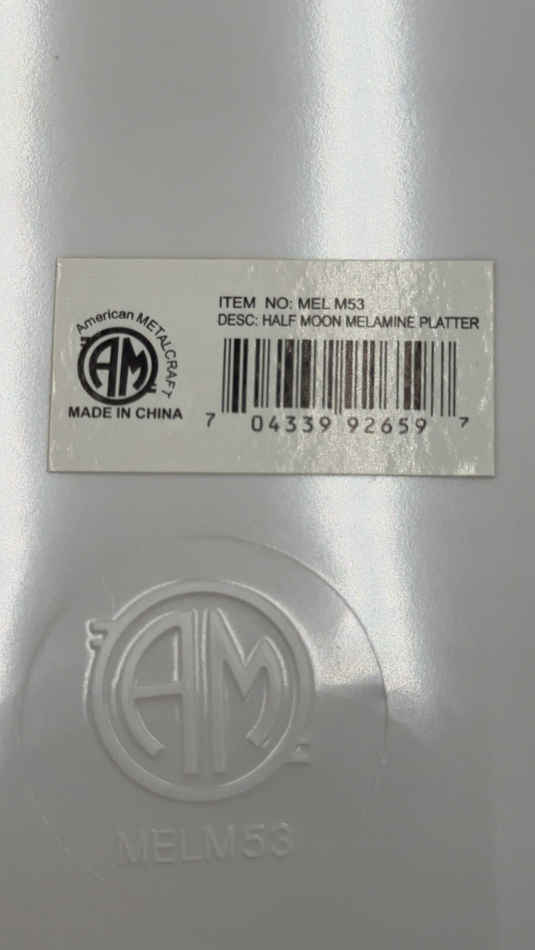 ITEM NO: MEL M53
DESC: HALF MOON MELAMINE PLATTER
American METALCRAFT
AM
MADE IN CHINA
7 04339 92659 7
AM
MELM53